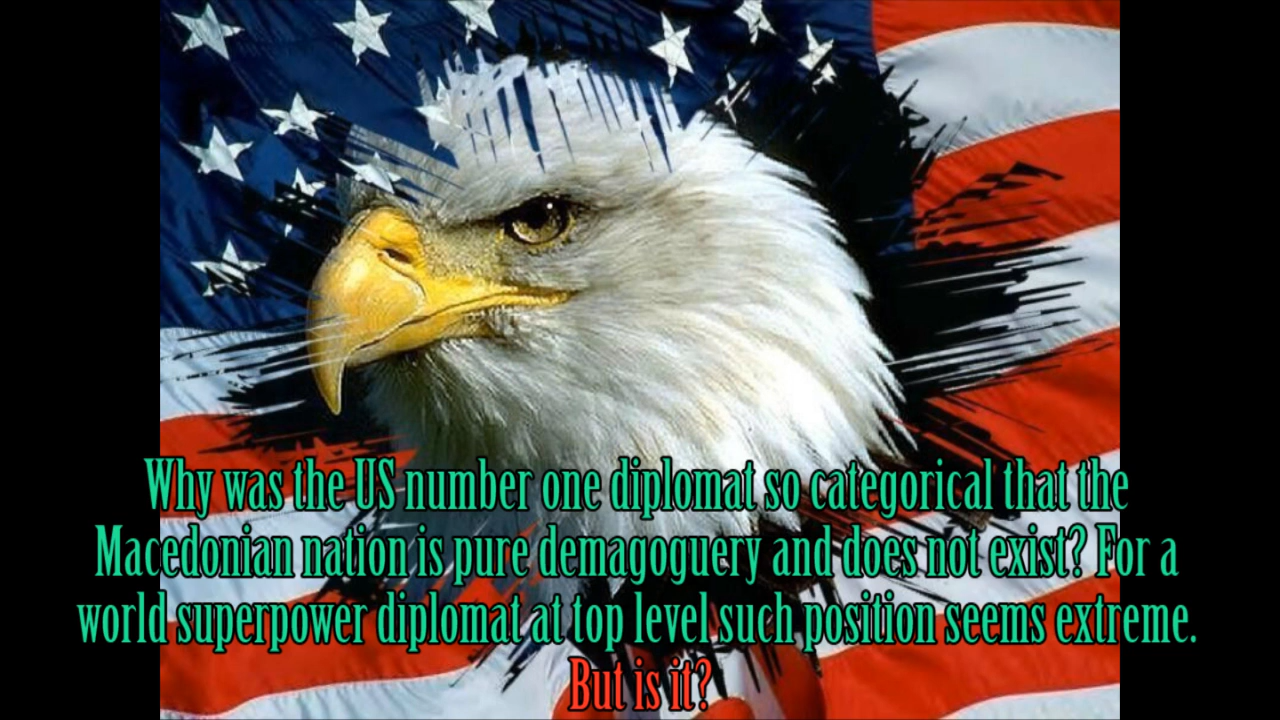 Why was the US number one diplomat so categorical that the
Macedonian nation is pure demagoguery and does not exist? For a
world superpower diplomat at top level such position seems extreme.
But is it?